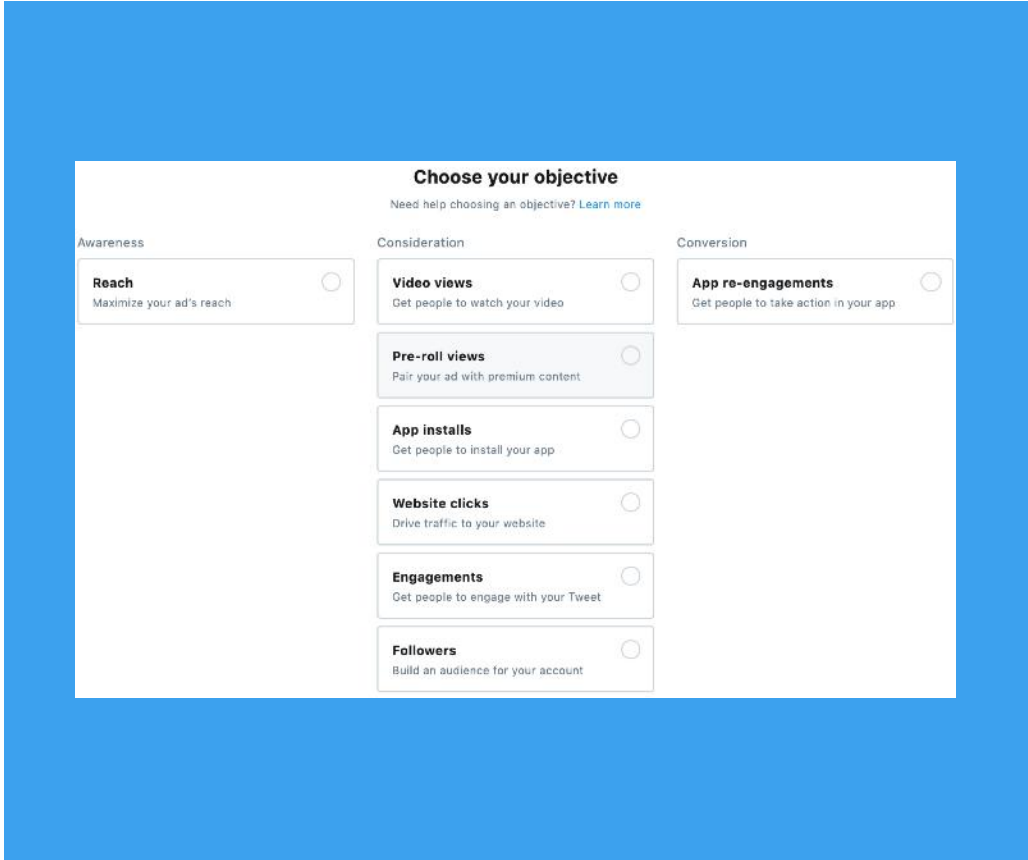 Choose your objective
Need help choosing an objective? Learn more
Awareness
Reach
Maximize your ad's reach
Consideration
Video views
Get people to watch your video
Pre-roll views
Pair your ad with premium content
App installs
Get people to install your app
Website clicks
Drive traffic to your website
Engagements
Get people to engage with your Tweet
Followers
Build an audience for your account
Conversion
App re-engagements
Get people to take action in your app